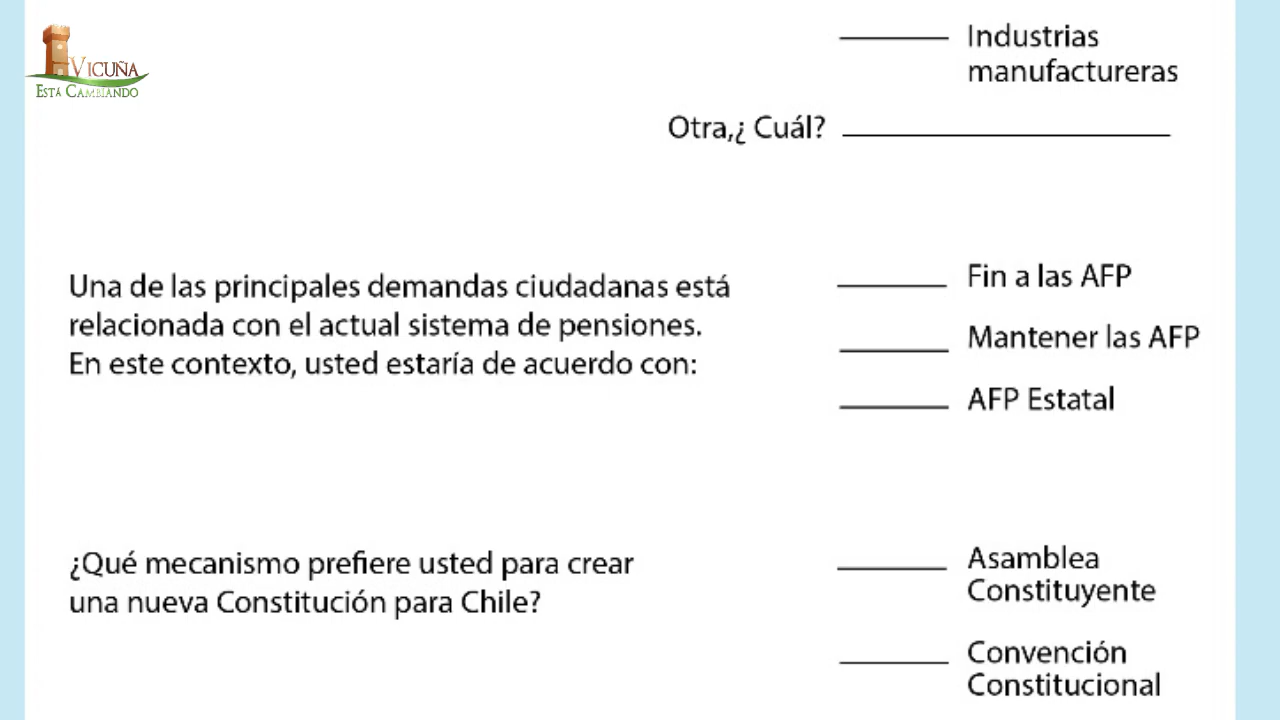 VICUÑA
ESTÁ CAMBIANDO
Industrias
manufactureras
Otra,¿ Cuál?
Una de las principales demandas ciudadanas está
relacionada con el actual sistema de pensiones.
En este contexto, usted estaría de acuerdo con:
Fin a las AFP
Mantener las AFP
AFP Estatal
¿Qué mecanismo prefiere usted para crear
una nueva Constitución para Chile?
Asamblea
Constituyente
Convención
Constitucional